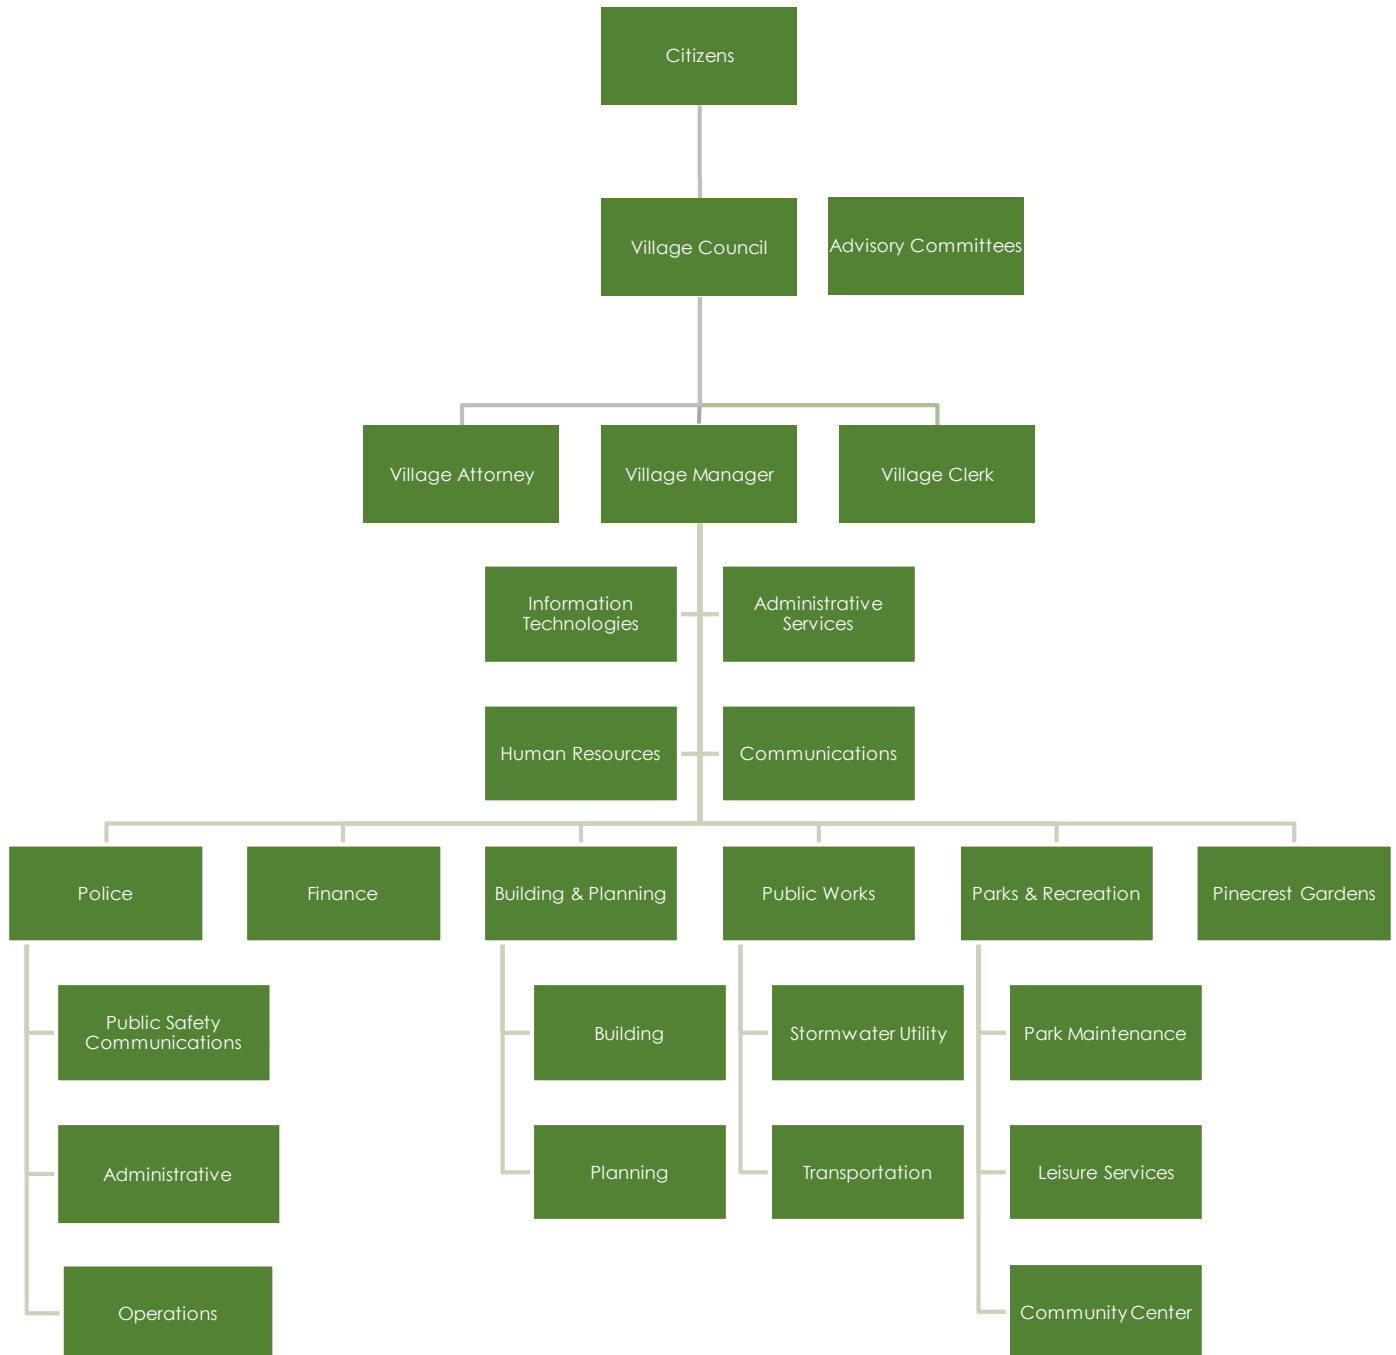 Citizens
Village Council
Advisory Committees
Village Attorney
Village Manager
Village Clerk
Information
Technologies
Administrative
Services
Human Resources
Communications
Police
Finance
Building & Planning
Public Works
Parks & Recreation
Pinecrest Gardens
Public Safety
Communications
Building
Stormwater Utility
Park Maintenance
Administrative
Planning
Transportation
Leisure Services
Operations
Community Center